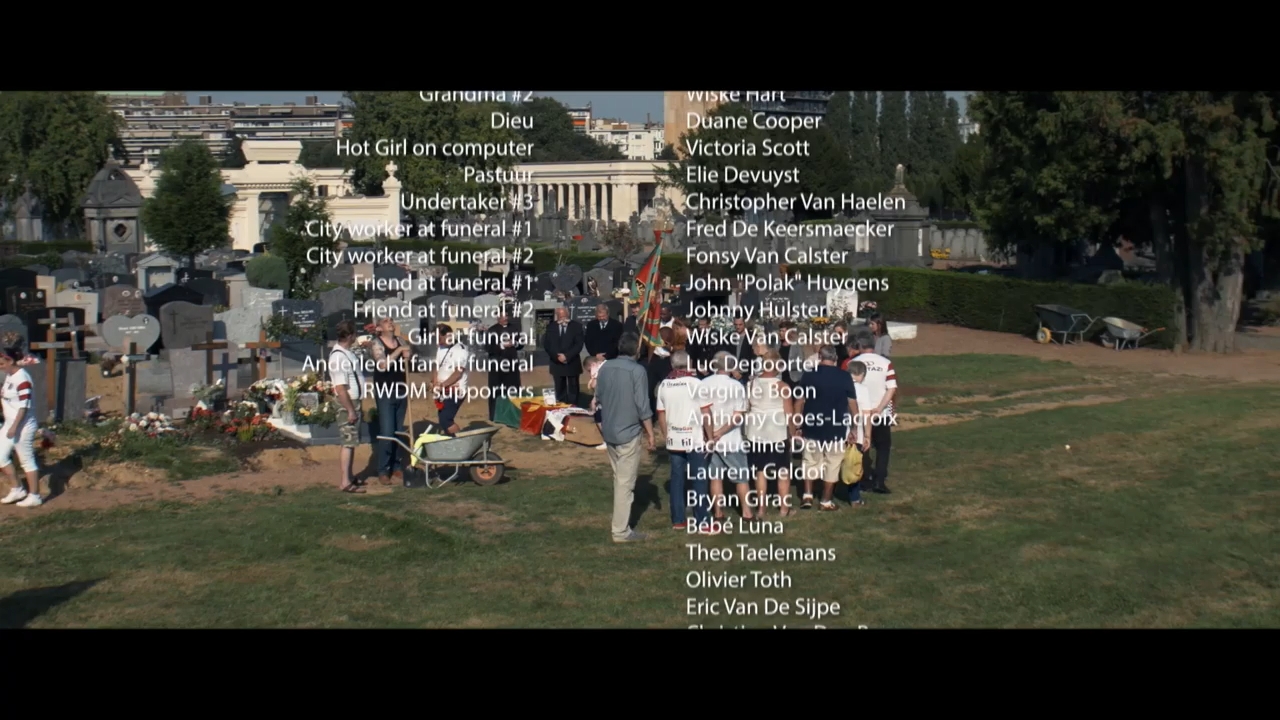 Grandma #2 Wiske Hart
Dieu Duane Cooper
Hot Girl on computer Victoria Scott
Pastuur Elie Devuyst
Undertaker #3 Christopher Van Haelen
City worker at funeral #1 Fred De Keersmaecker
City worker at funeral #2 Fonsy Van Calster
Friend at funeral #1 John "Polak" Huygens
Friend at funeral #2 Johnny Hulster
Girl at funeral Wiske Van Calster
Anderlecht fan at funeral Luc Depoorter
RWDM supporters Verginie Boon
Anthony Croes-Lacroix
Jacqueline Dewit
Laurent Geldof
Bryan Girac
Bébé Luna
Theo Taelemans
Olivier Toth
Eric Van De Sijpe